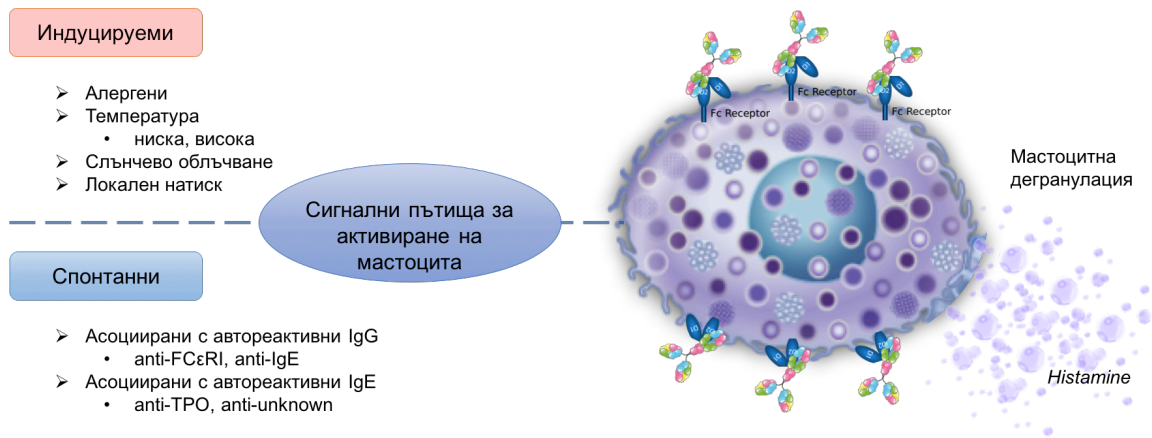 Индуцируеми
Алергени
Температура
ниска, висока
Слънчево облъчване
Локален натиск
Сигнални пътища за
активиране на
мастоцита
Спонтанни
Асоциирани с автореактивни IgG
anti-FCεRI, anti-IgE
Асоциирани с автореактивни IgE
anti-TPO, anti-unknown
Fc Receptor
Fc Receptor
Fc Receptor
Мастоцитна
дегранулация
Histamine